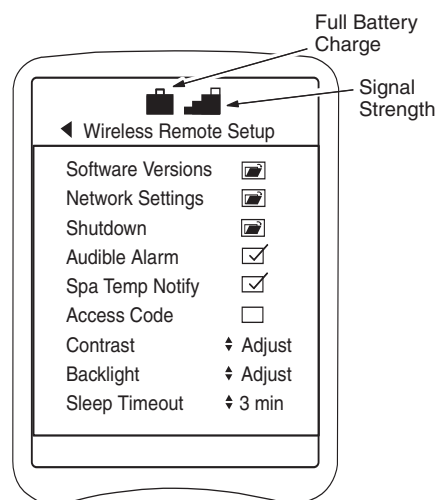 Full Battery
Charge
Signal
Strength
Wireless Remote Setup
Software Versions
Network Settings
Shutdown
Audible Alarm
Spa Temp Notify
Access Code
Contrast Adjust
Backlight Adjust
Sleep Timeout 3 min